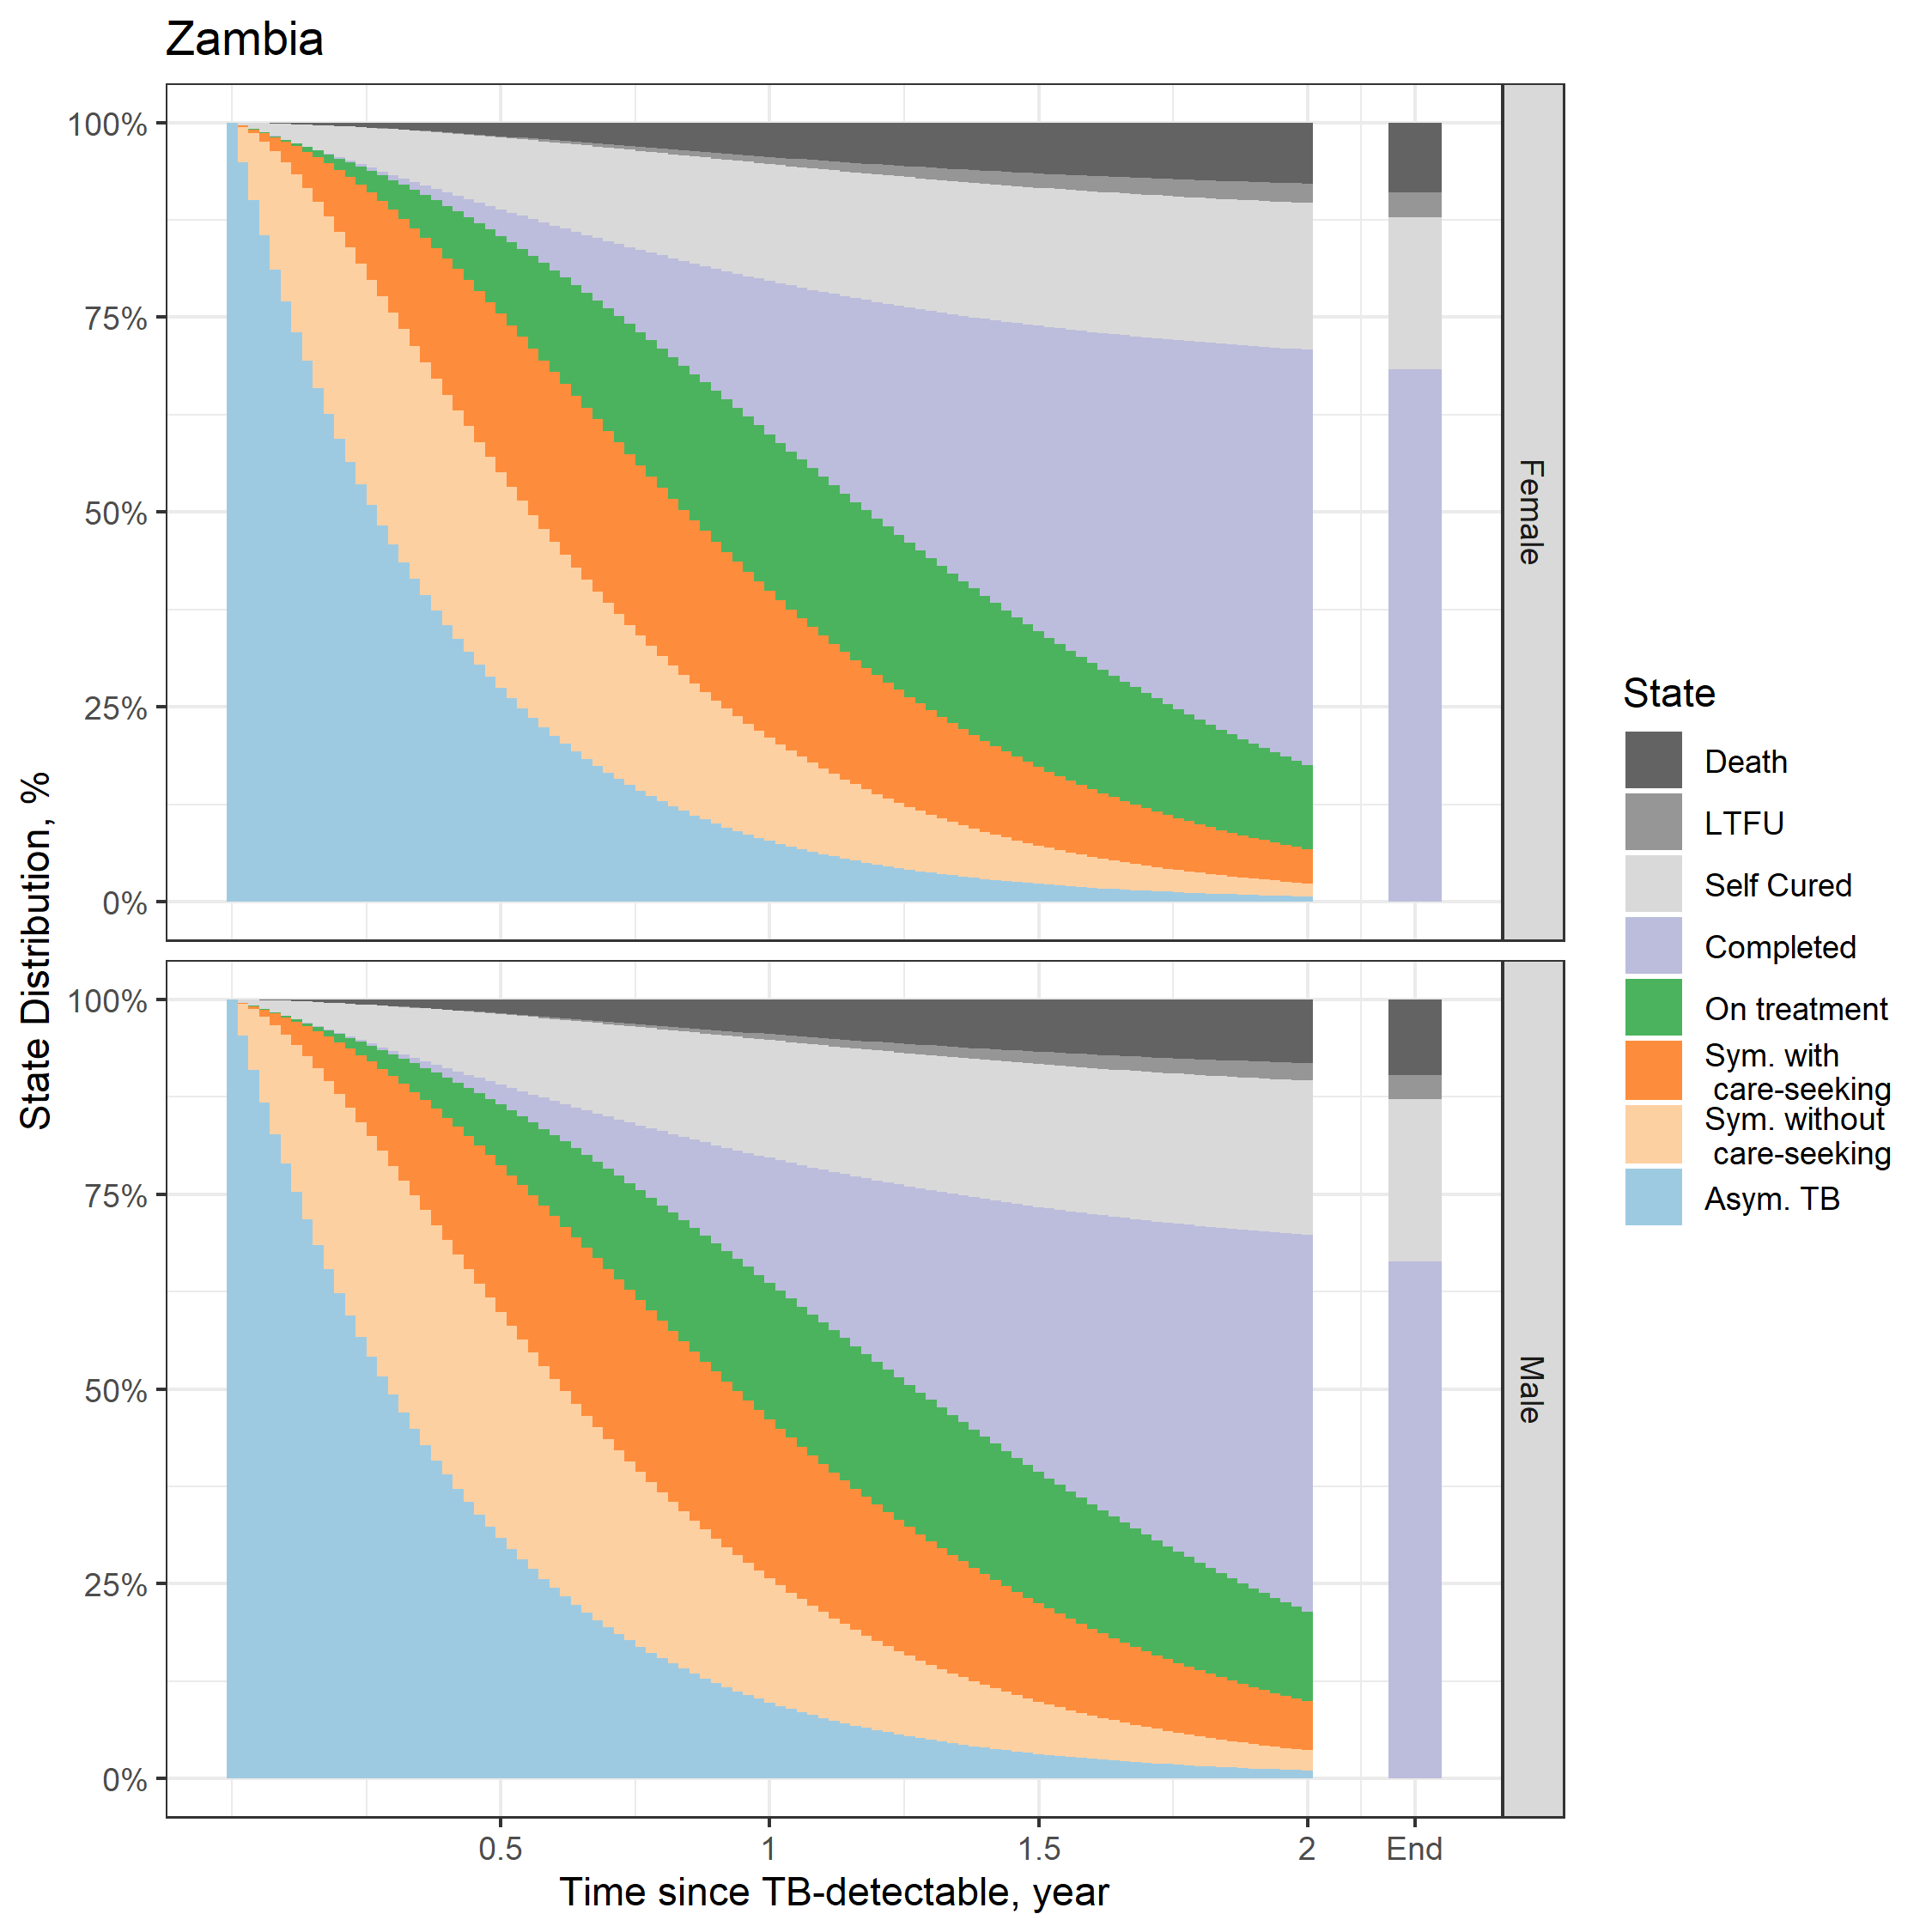 Zambia
State Distribution, %
100%
75%
50%
25%
0%
Female
100%
75%
50%
25%
0%
Male
0.5
1
1.5
2
End
Time since TB-detectable, year
State
Death
LTFU
Self Cured
Completed
On treatment
Sym. with
care-seeking
Sym. without
care-seeking
Asym. TB